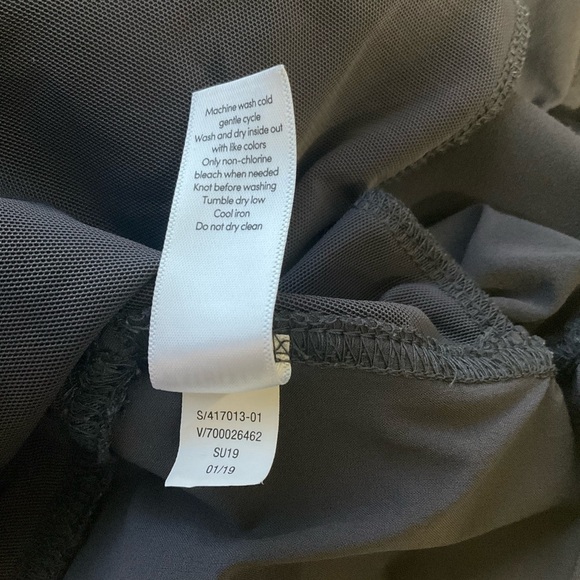 Machine wash cold
gentle cycle
Wash and dry inside out
with like colors
Only non-chlorine
bleach when needed
Knot before washing
Tumble dry low
Cool iron
Do not dry clean
S/417013-01
V/700026462
SU19
01/19